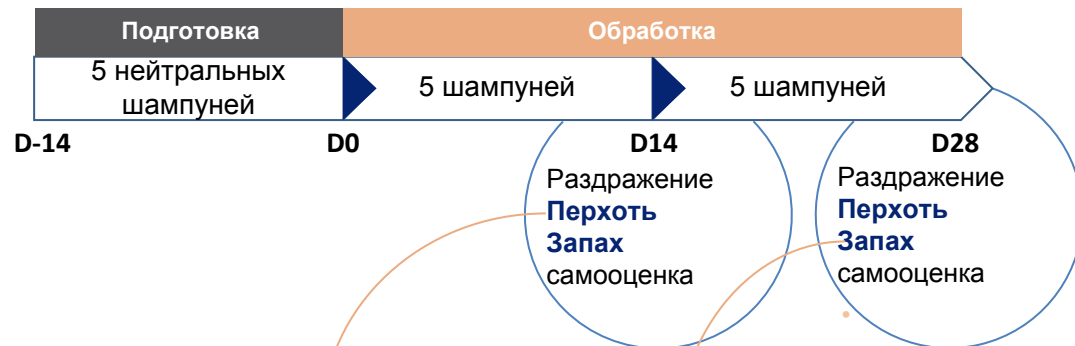 Подготовка
Обработка
5 нейтральных
шампуней
5 шампуней
5 шампуней
D-14
D0
D14
D28
Раздражение
Перхоть
Запах
самооценка
Раздражение
Перхоть
Запах
самооценка